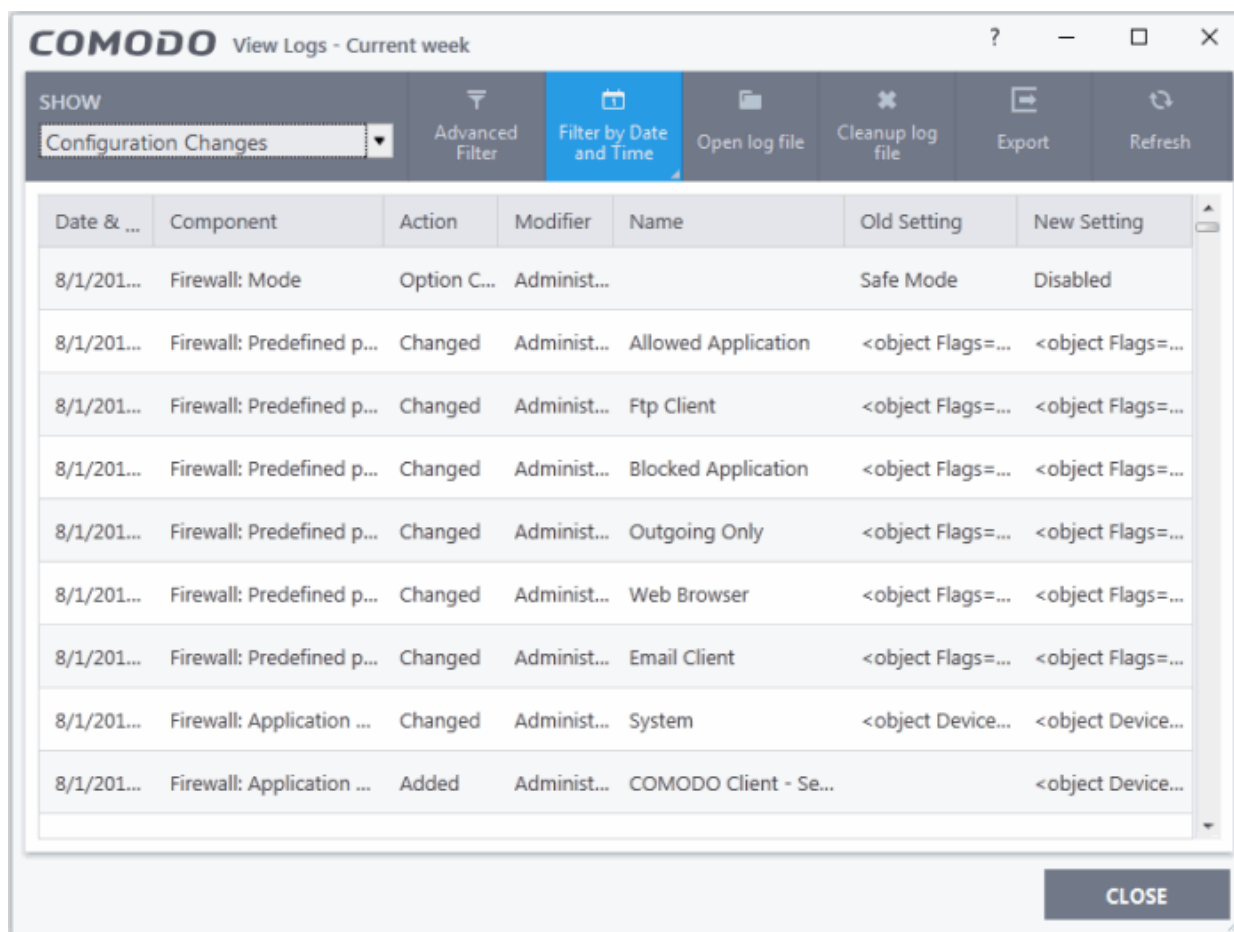 COMODO View Logs - Current week
?
SHOW
Configuration Changes
Advanced Filter
1
Filter by Date and Time
Open log file
Cleanup log file
Export
Refresh
Date & ... Component Action Modifier Name Old Setting New Setting
8/1/201... Firewall: Mode Option C... Administ... Safe Mode Disabled
8/1/201... Firewall: Predefined p... Changed Administ... Allowed Application <object Flags=... <object Flags=...
8/1/201... Firewall: Predefined p... Changed Administ... Ftp Client <object Flags=... <object Flags=...
8/1/201... Firewall: Predefined p... Changed Administ... Blocked Application <object Flags=... <object Flags=...
8/1/201... Firewall: Predefined p... Changed Administ... Outgoing Only <object Flags=... <object Flags=...
8/1/201... Firewall: Predefined p... Changed Administ... Web Browser <object Flags=... <object Flags=...
8/1/201... Firewall: Predefined p... Changed Administ... Email Client <object Flags=... <object Flags=...
8/1/201... Firewall: Application ... Changed Administ... System <object Device... <object Device...
8/1/201... Firewall: Application ... Added Administ... COMODO Client - Se... <object Device...
CLOSE